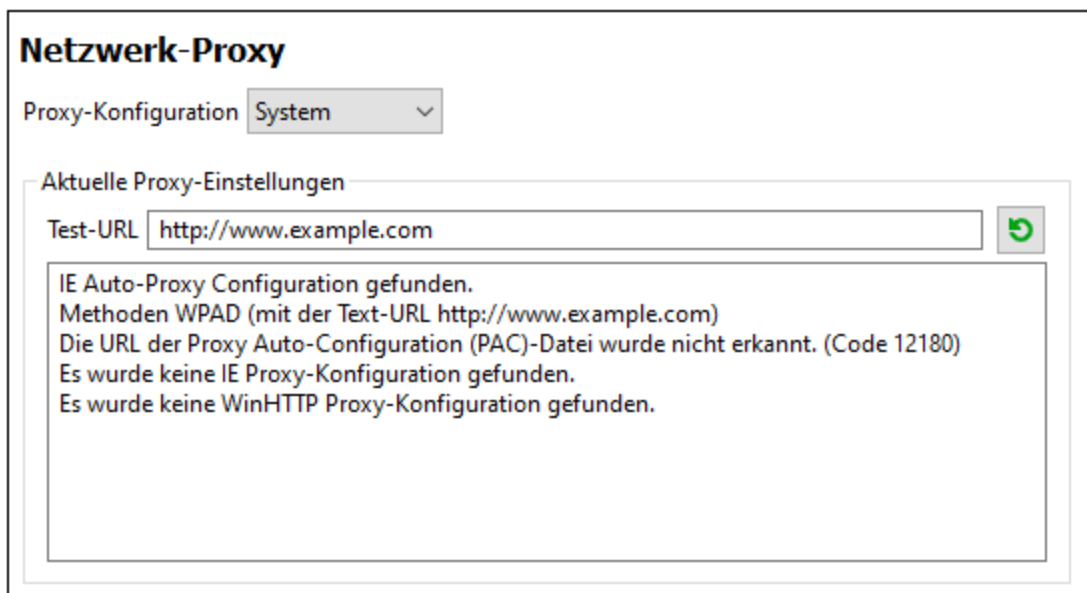 Netzwerk-Proxy
Proxy-Konfiguration System
Aktuelle Proxy-Einstellungen
Test-URL http://www.example.com
IE Auto-Proxy Configuration gefunden.
Methoden WPAD (mit der Text-URL http://www.example.com)
Die URL der Proxy Auto-Configuration (PAC)-Datei wurde nicht erkannt. (Code 12180)
Es wurde keine IE Proxy-Konfiguration gefunden.
Es wurde keine WinHTTP Proxy-Konfiguration gefunden.